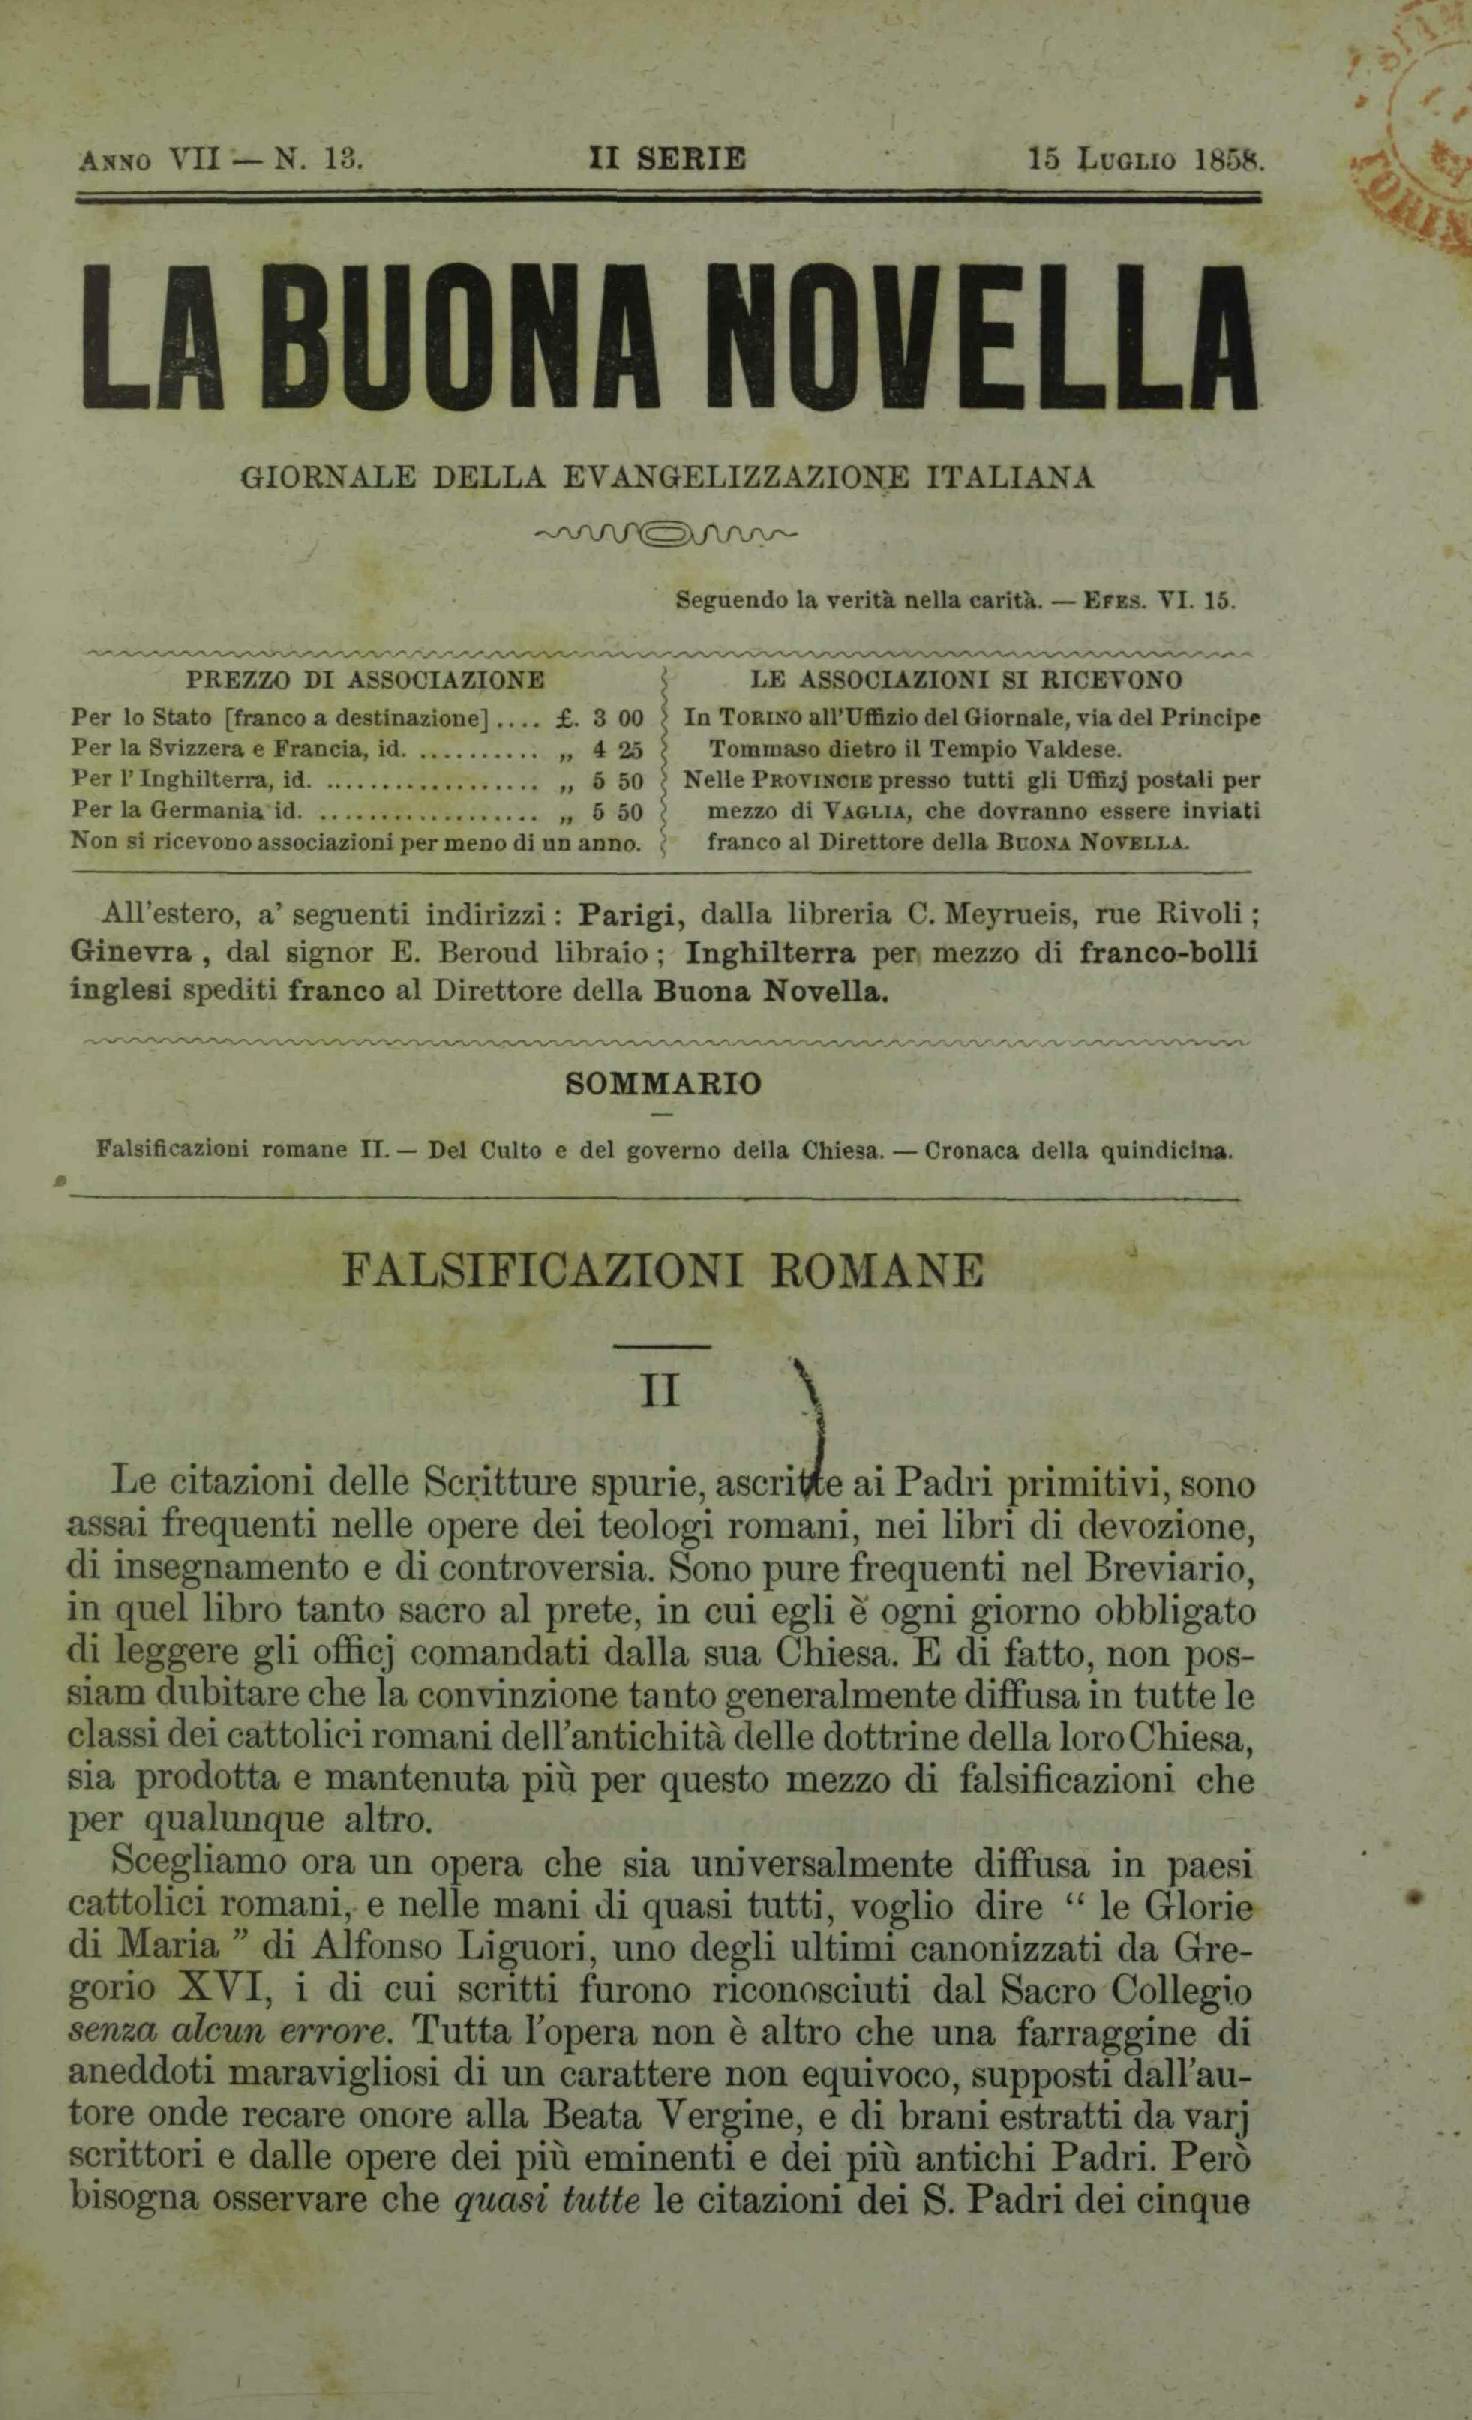 ANNO VII — N. 13. II SERIE 15 LUGLIO 1858.
LA BUONA NOVELLA
GIORNALE DELLA EVANGELIZZAZIONE ITALIANA
Seguendo la verità nella carità. — EFES. VI. 15.
PREZZO DI ASSOCIAZIONE
Per lo Stato [franco a destinazione] .... £. 3 00
Per la Svizzera e Francia, id. .......... „ 4 25
Per l'Inghilterra, id. .................. „ 5 50
Per la Germania id. .................. „ 5 50
Non si ricevono associazioni per meno di un anno.
LE ASSOCIAZIONI SI RICEVONO
In TORINO all'Uffizio del Giornale, via del Principe
Tommaso dietro il Tempio Valdese.
Nelle PROVINCIE presso tutti gli Uffizj postali per
mezzo di VAGLIA, che dovranno essere inviati
franco al Direttore della BUONA NOVELLA.
All'estero, a' seguenti indirizzi: Parigi, dalla libreria C. Meyrueis, rue Rivoli;
Ginevra, dal signor E. Beroud libraio; Inghilterra per mezzo di franco-bolli
inglesi spediti franco al Direttore della Buona Novella.
SOMMARIO
Falsificazioni romane II. — Del Culto e del governo della Chiesa. — Cronaca della quindicina.
FALSIFICAZIONI ROMANE
II
Le citazioni delle Scritture spurie, ascritte ai Padri primitivi, sono
assai frequenti nelle opere dei teologi romani, nei libri di devozione,
di insegnamento e di controversia. Sono pure frequenti nel Breviario,
in quel libro tanto sacro al prete, in cui egli è ogni giorno obbligato
di leggere gli officj comandati dalla sua Chiesa. E di fatto, non pos-
siam dubitare che la convinzione tanto generalmente diffusa in tutte le
classi dei cattolici romani dell'antichità delle dottrine della loro Chiesa,
sia prodotta e mantenuta più per questo mezzo di falsificazioni che
per qualunque altro.
Scegliamo ora un opera che sia universalmente diffusa in paesi
cattolici romani, e nelle mani di quasi tutti, voglio dire “ le Glorie
di Maria ” di Alfonso Liguori, uno degli ultimi canonizzati da Gre-
gorio XVI, i di cui scritti furono riconosciuti dal Sacro Collegio
senza alcun errore. Tutta l'opera non è altro che una farraggine di
aneddoti maravigliosi di un carattere non equivoco, supposti dall'au-
tore onde recare onore alla Beata Vergine, e di brani estratti da varj
scrittori e dalle opere dei più eminenti e dei più antichi Padri. Però
bisogna osservare che quasi tutte le citazioni dei S. Padri dei cinque